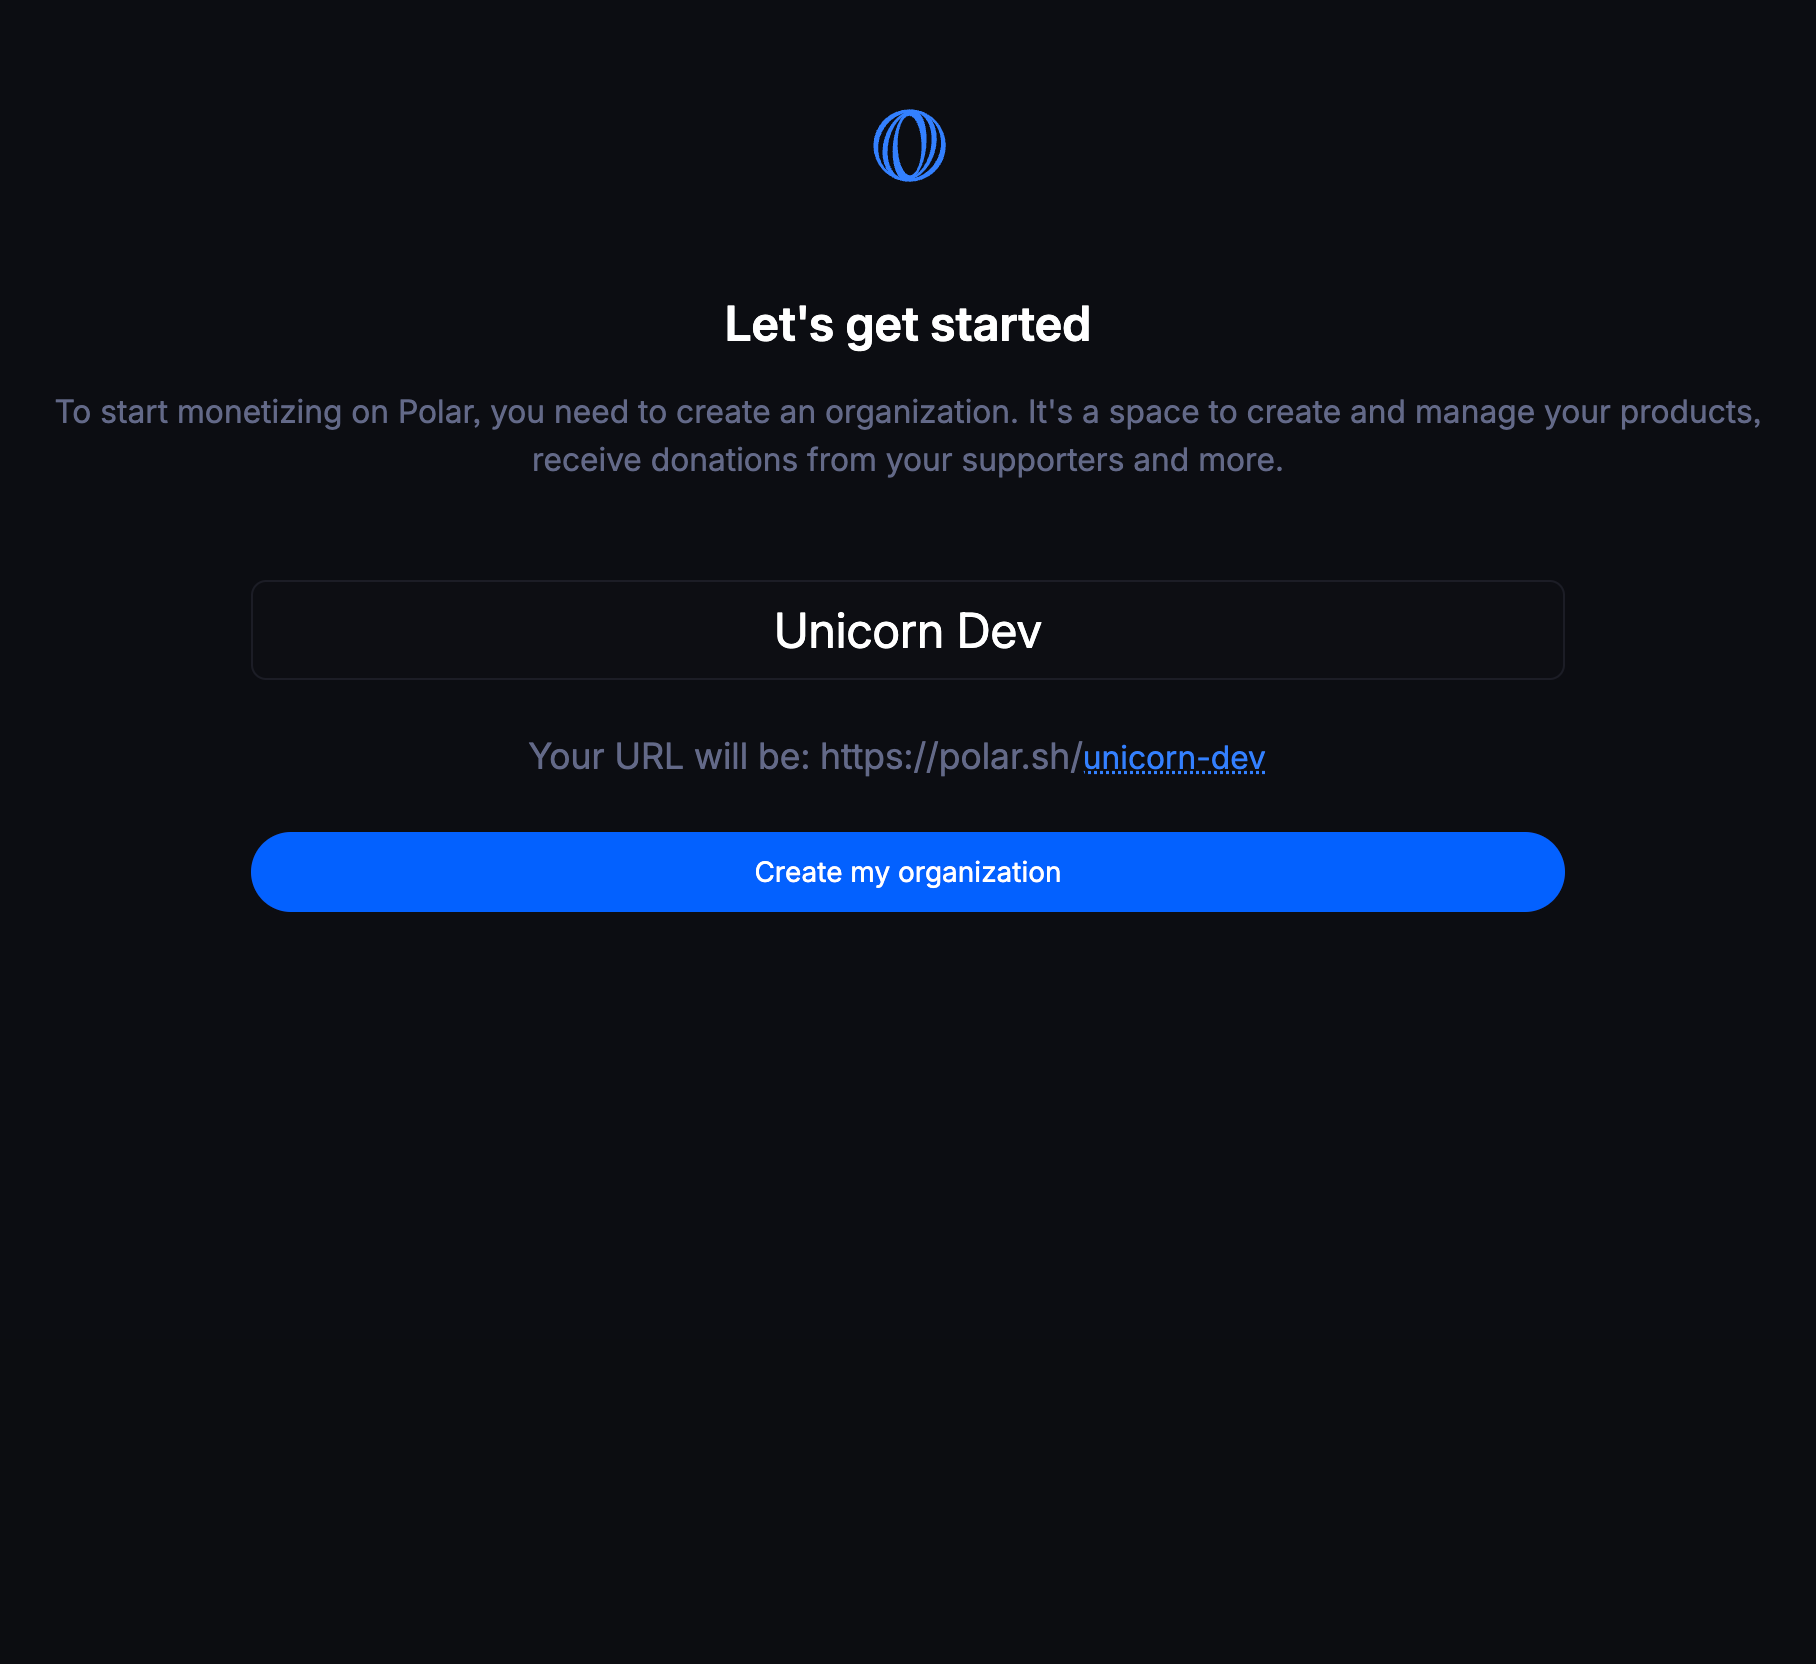 Let's get started
To start monetizing on Polar, you need to create an organization. It's a space to create and manage your products,
receive donations from your supporters and more.
Unicorn Dev
Your URL will be: https://polar.sh/unicorn-dev
Create my organization